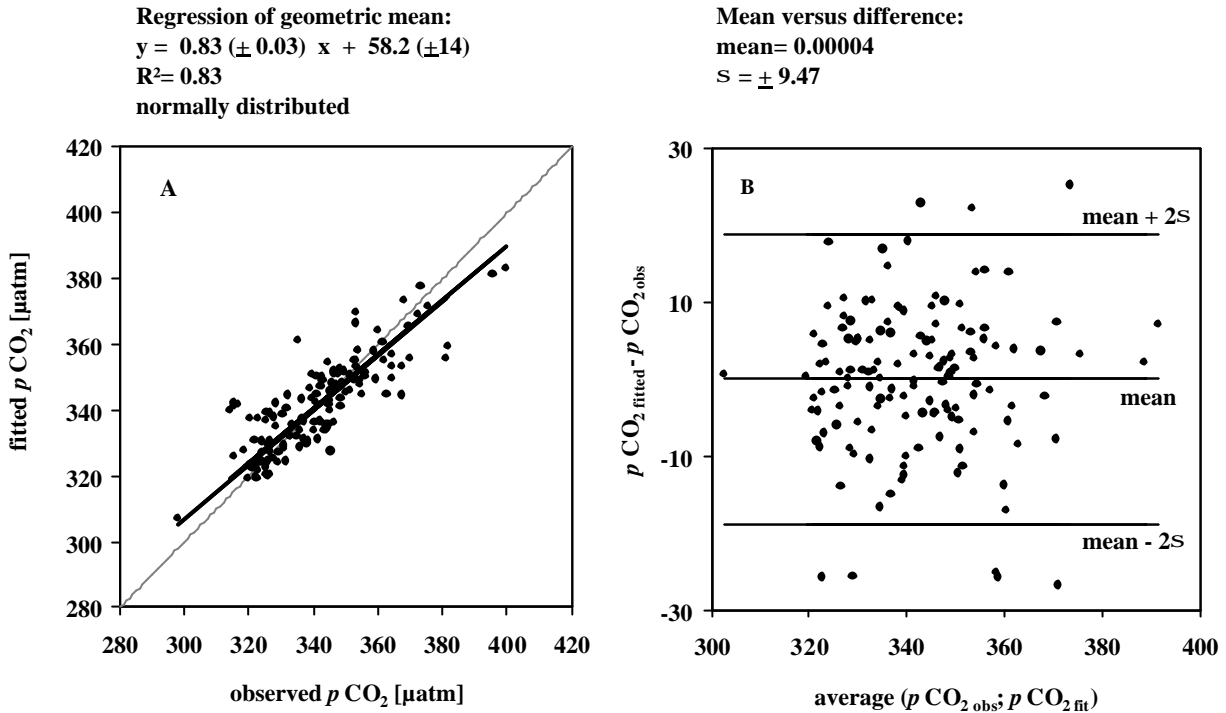 Regression of geometric mean:
y = 0.83 (± 0.03) x + 58.2 (±14)
R²= 0.83
normally distributed
Mean versus difference:
mean= 0.00004
S = ± 9.47
420
400
380
360
340
320
300
280
A
fitted p CO₂ [µatm]
280 300 320 340 360 380 400 420
observed p CO₂ [µatm]
30
10
-10
-30
B
mean + 2S
mean
mean - 2S
p CO₂ fitted - p CO₂ obs
300 320 340 360 380 400
average (p CO₂ obs; p CO₂ fit)